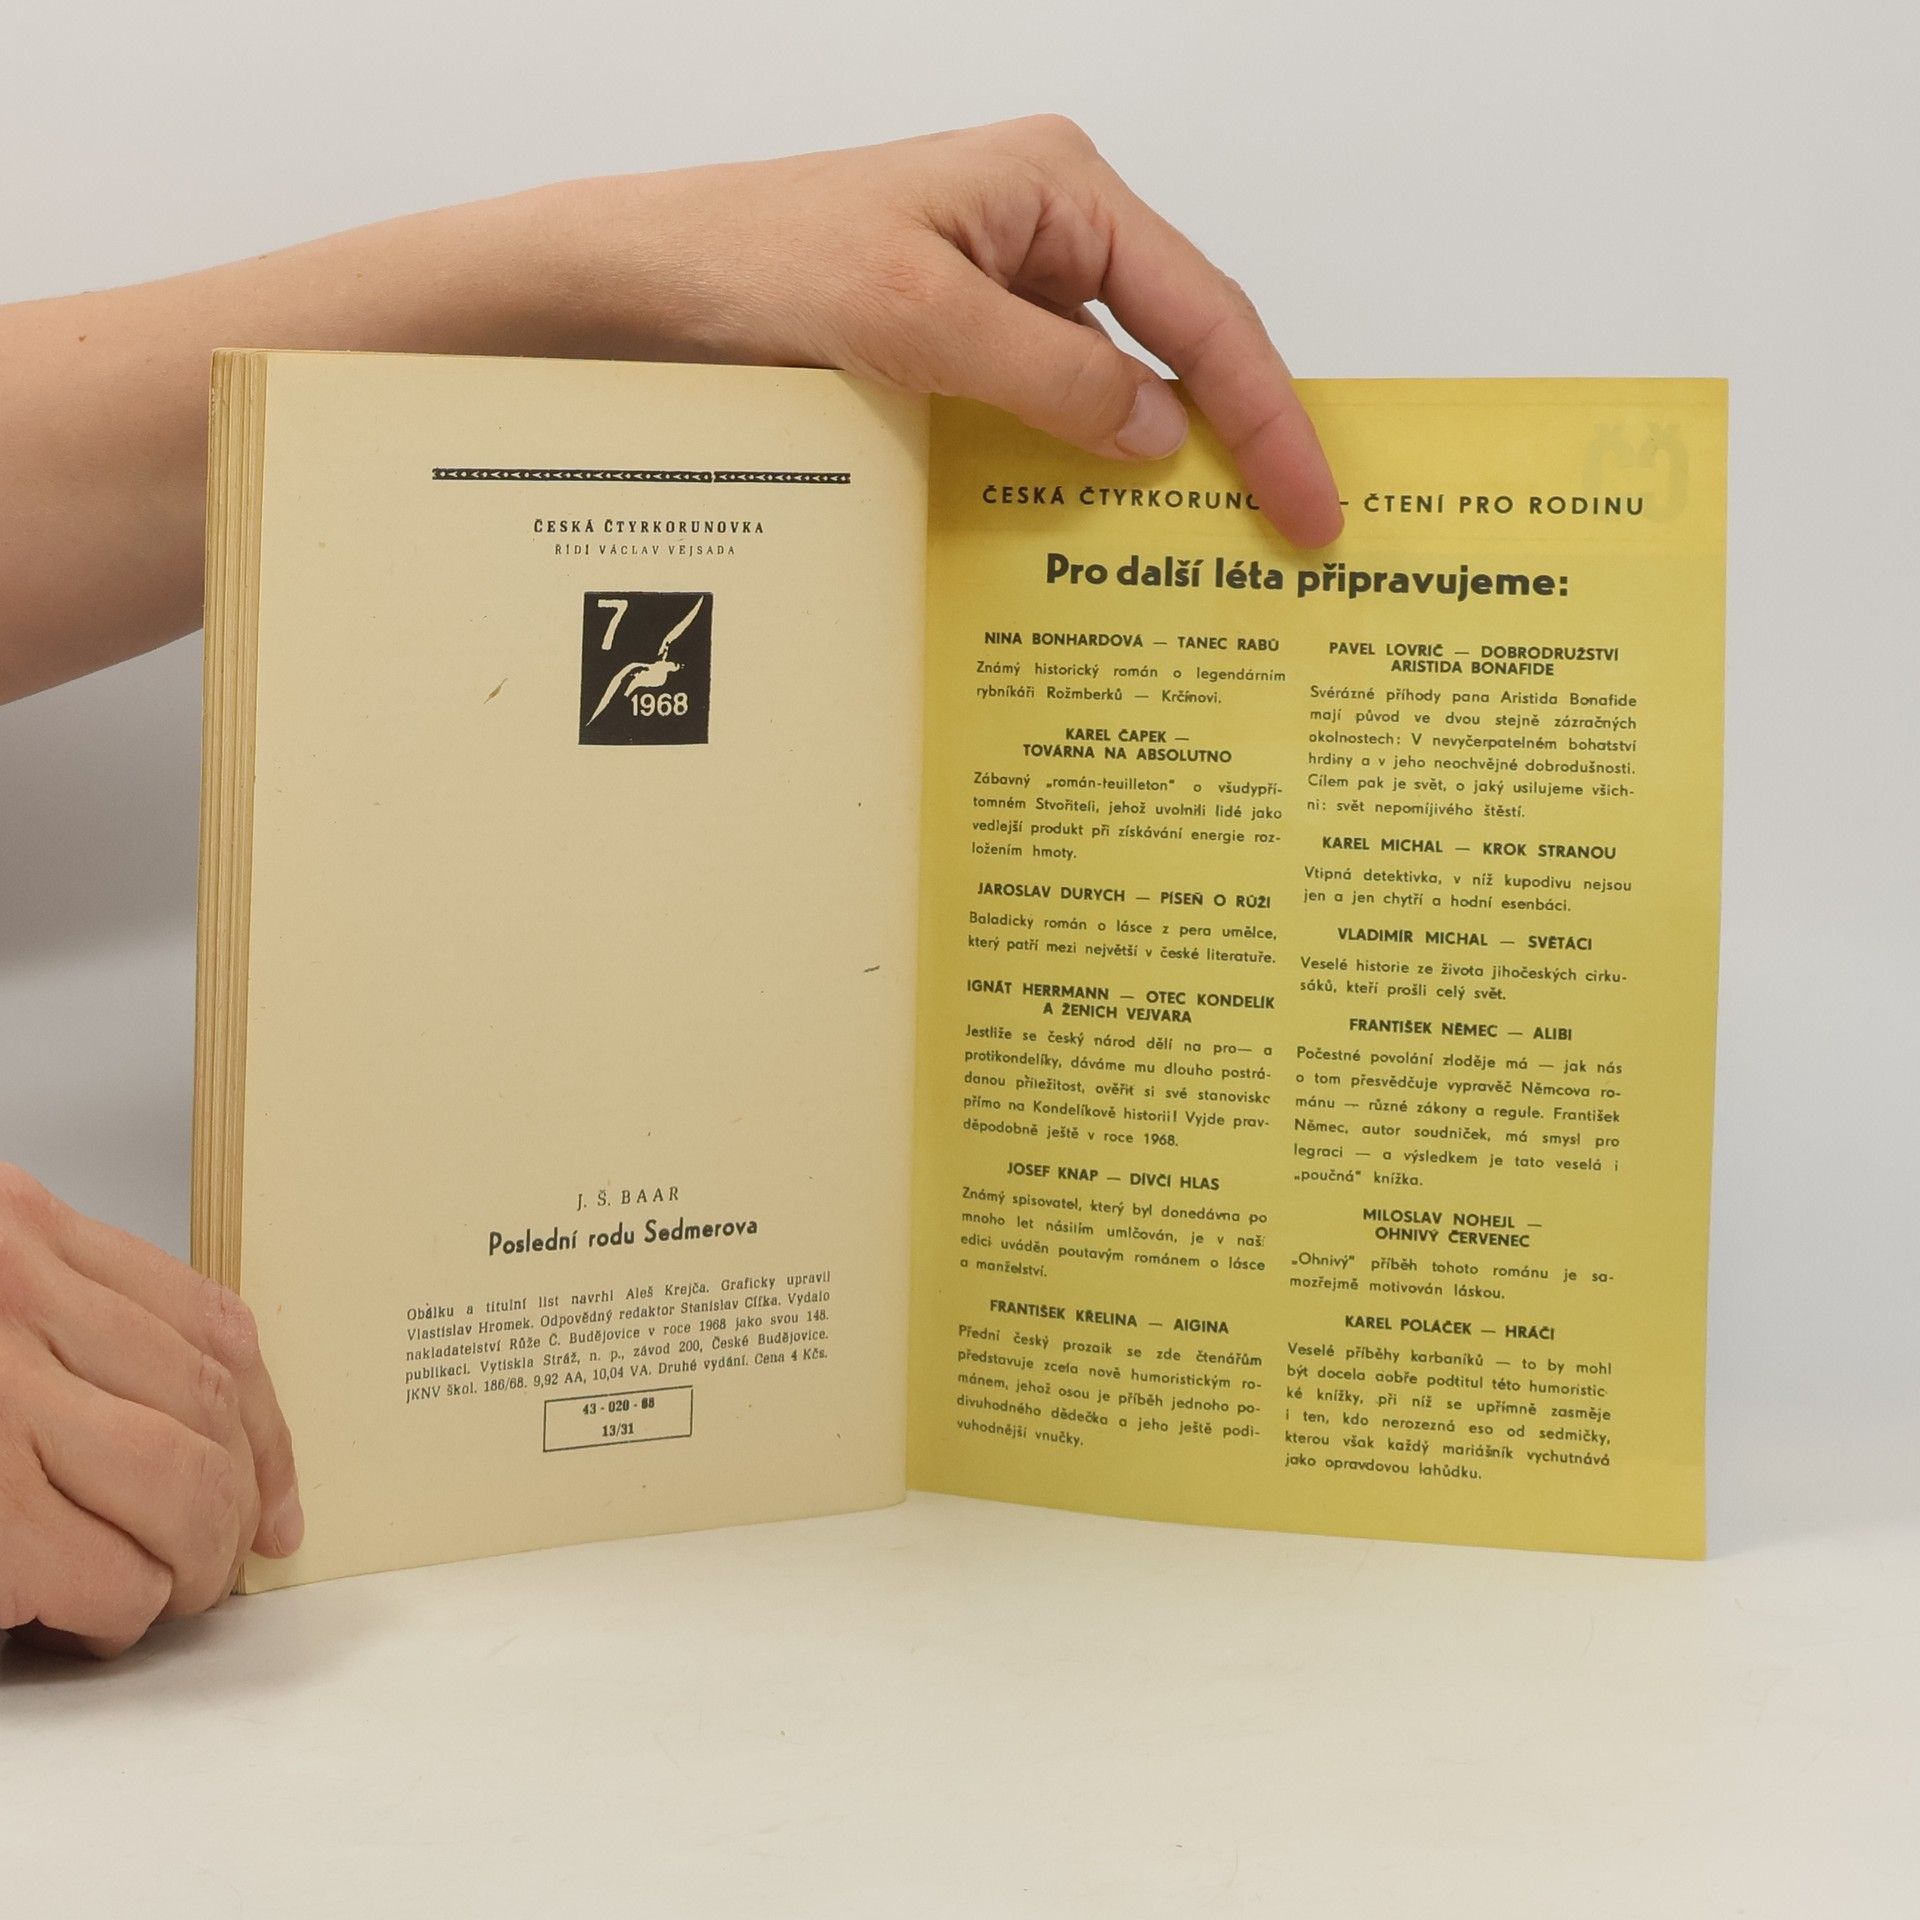 ČESKÁ ČTYRKORUNOVKA
ŘÍDÍ VÁCLAV VEJSADA
7
1968
J. Š. BAAR
Poslední rodu Sedmerova
Obálku a titulní list navrhl Aleš Krejča. Graficky upravil
Vlastislav Hromek. Odpovědný redaktor Stanislav Cífka. Vydalo
nakladatelství Růže Č. Budějovice v roce 1968 jako svou 148.
publikaci. Vytiskla Stráž, n. p., závod 200, České Budějovice.
JKNV škol. 186/68. 9,92 AA, 10,04 VA. Druhé vydání. Cena 4 Kčs.
43 - 020 - 68
13/31
ČESKÁ — ČTENÍ PRO RODINU
Pro další léta připravujeme:
NINA BONHARDOVÁ — TANEC RABŮ
Známý historický román o legendárním
rybníkáři Rožmberků — Krčínovi.
KAREL ČAPEK —
TOVÁRNA NA ABSOLUTNO
Zábavný „román-feuilleton" o všudypří-
tomném Stvořiteli, jehož uvolnili lidé jako
vedlejší produkt při získávání energie roz-
ložením hmoty.
JAROSLAV DURYCH — PÍSEŇ O RŮŽI
Baladický román o lásce z pera umělce,
který patří mezi největší v české literatuře.
IGNÁT HERRMANN — OTEC KONDELÍK
A ŽENICH VEJVARA
Jestliže se český národ dělí na pro— a
protikondelíky, dáváme mu dlouho postrá-
danou příležitost, ověřit si své stanovisko
přímo na Kondelíkově historii! Vyjde prav-
děpodobně ještě v roce 1968.
JOSEF KNAP — DÍVČÍ HLAS
Známý spisovatel, který byl donedávna po
mnoho let násilím umlčován, je v naší
edici uváděn poutavým románem o lásce
a manželství.
FRANTIŠEK KŘELINA — AIGINA
Přední český prozaik se zde čtenářům
představuje zcela nově humoristickým ro-
mánem, jehož osou je příběh jednoho po-
divuhodného dědečka a jeho ještě podi-
vuhodnější vnučky.
PAVEL LOVRIČ — DOBRODRUŽSTVÍ
ARISTIDA BONAFIDE
Svérázné příhody pana Aristida Bonafide
mají původ ve dvou stejně zázračných
okolnostech: V nevyčerpatelném bohatství
hrdiny a v jeho neochvějné dobrodušnosti.
Cílem pak je svět, o jaký usilujeme všich-
ni: svět nepomíjivého štěstí.
KAREL MICHAL — KROK STRANOU
Vtipná detektivka, v níž kupodivu nejsou
jen a jen chytří a hodní esenbáci.
VLADIMÍR MICHAL — SVĚTÁCI
Veselé historie ze života jihočeských cirku-
sáků, kteří prošli celý svět.
FRANTIŠEK NĚMEC — ALIBI
Počestné povolání zloděje má — jak nás
o tom přesvědčuje vypravěč Němcova ro-
mánu — různé zákony a regule. František
Němec, autor soudniček, má smysl pro
legraci — a výsledkem je tato veselá i
„poučná" knížka.
MILOSLAV NOHEJL —
OHNIVÝ ČERVENEC
„Ohnivý" příběh tohoto románu je sa-
mozřejmě motivován láskou.
KAREL POLÁČEK — HRÁČI
Veselé příběhy karbaníků — to by mohl
být docela dobře podtitul této humoristic-
ké knížky, při níž se upřímně zasměje
i ten, kdo nerozezná eso od sedmičky,
kterou však každý mariášník vychutnává
jako opravdovou lahůdku.